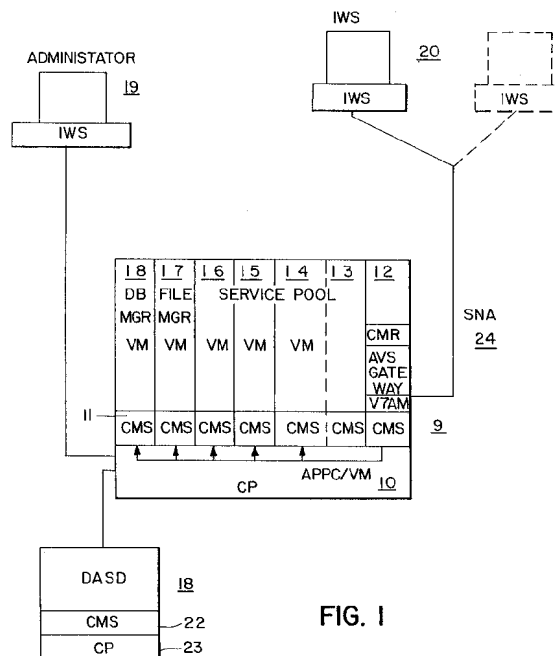 IWS
ADMINISTATOR
20
19
IWS
IWS
IWS
18 17 16 15 14 13 12
DB FILE SERVICE POOL
MGR MGR
VM VM VM VM VM
CMR
AVS
GATE
WAY
V7AM
SNA
24
11
CMS CMS CMS CMS CMS CMS CMS
9
APPC/VM
CP
10
DASD
18
CMS
22
CP
23
FIG. 1